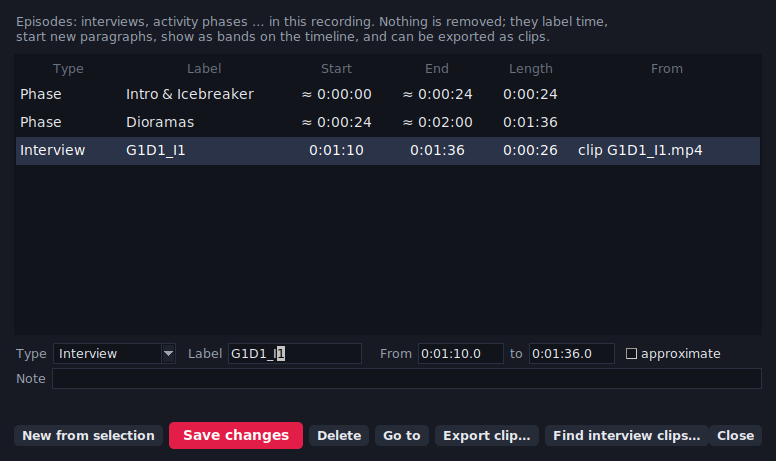 Episodes: interviews, activity phases ... in this recording. Nothing is removed; they label time,
start new paragraphs, show as bands on the timeline, and can be exported as clips.
Type Label Start End Length From
Phase Intro & Icebreaker ≈ 0:00:00 ≈ 0:00:24 0:00:24
Phase Dioramas ≈ 0:00:24 ≈ 0:02:00 0:01:36
Interview G1D1_I1 0:01:10 0:01:36 0:00:26 clip G1D1_I1.mp4
Type Interview Label G1D1_I1 From 0:01:10.0 to 0:01:36.0 approximate
Note
New from selection Save changes Delete Go to Export clip... Find interview clips... Close